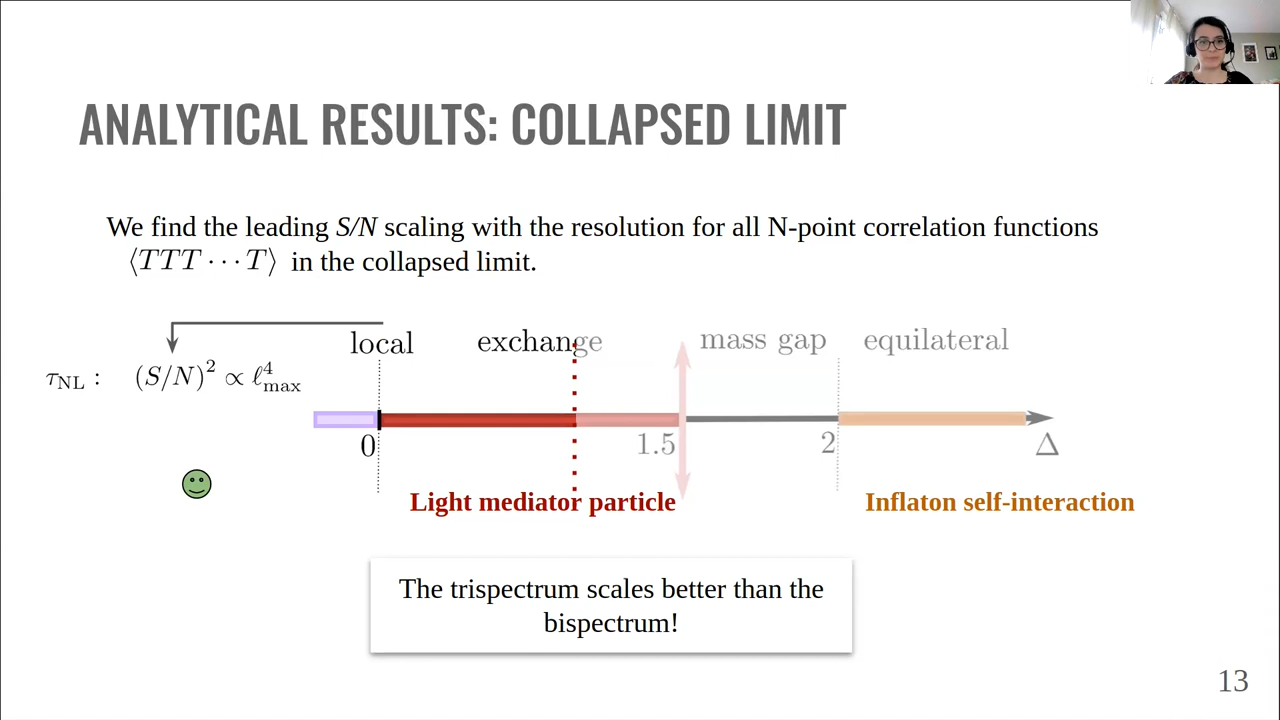 ANALYTICAL RESULTS: COLLAPSED LIMIT
We find the leading S/N scaling with the resolution for all N-point correlation functions
⟨TTT ··· T⟩ in the collapsed limit.
local exchange mass gap equilateral
τ_NL : (S/N)² ∝ ℓ⁴_max
0 1.5 2 Δ
Light mediator particle Inflaton self-interaction
The trispectrum scales better than the
bispectrum!
13